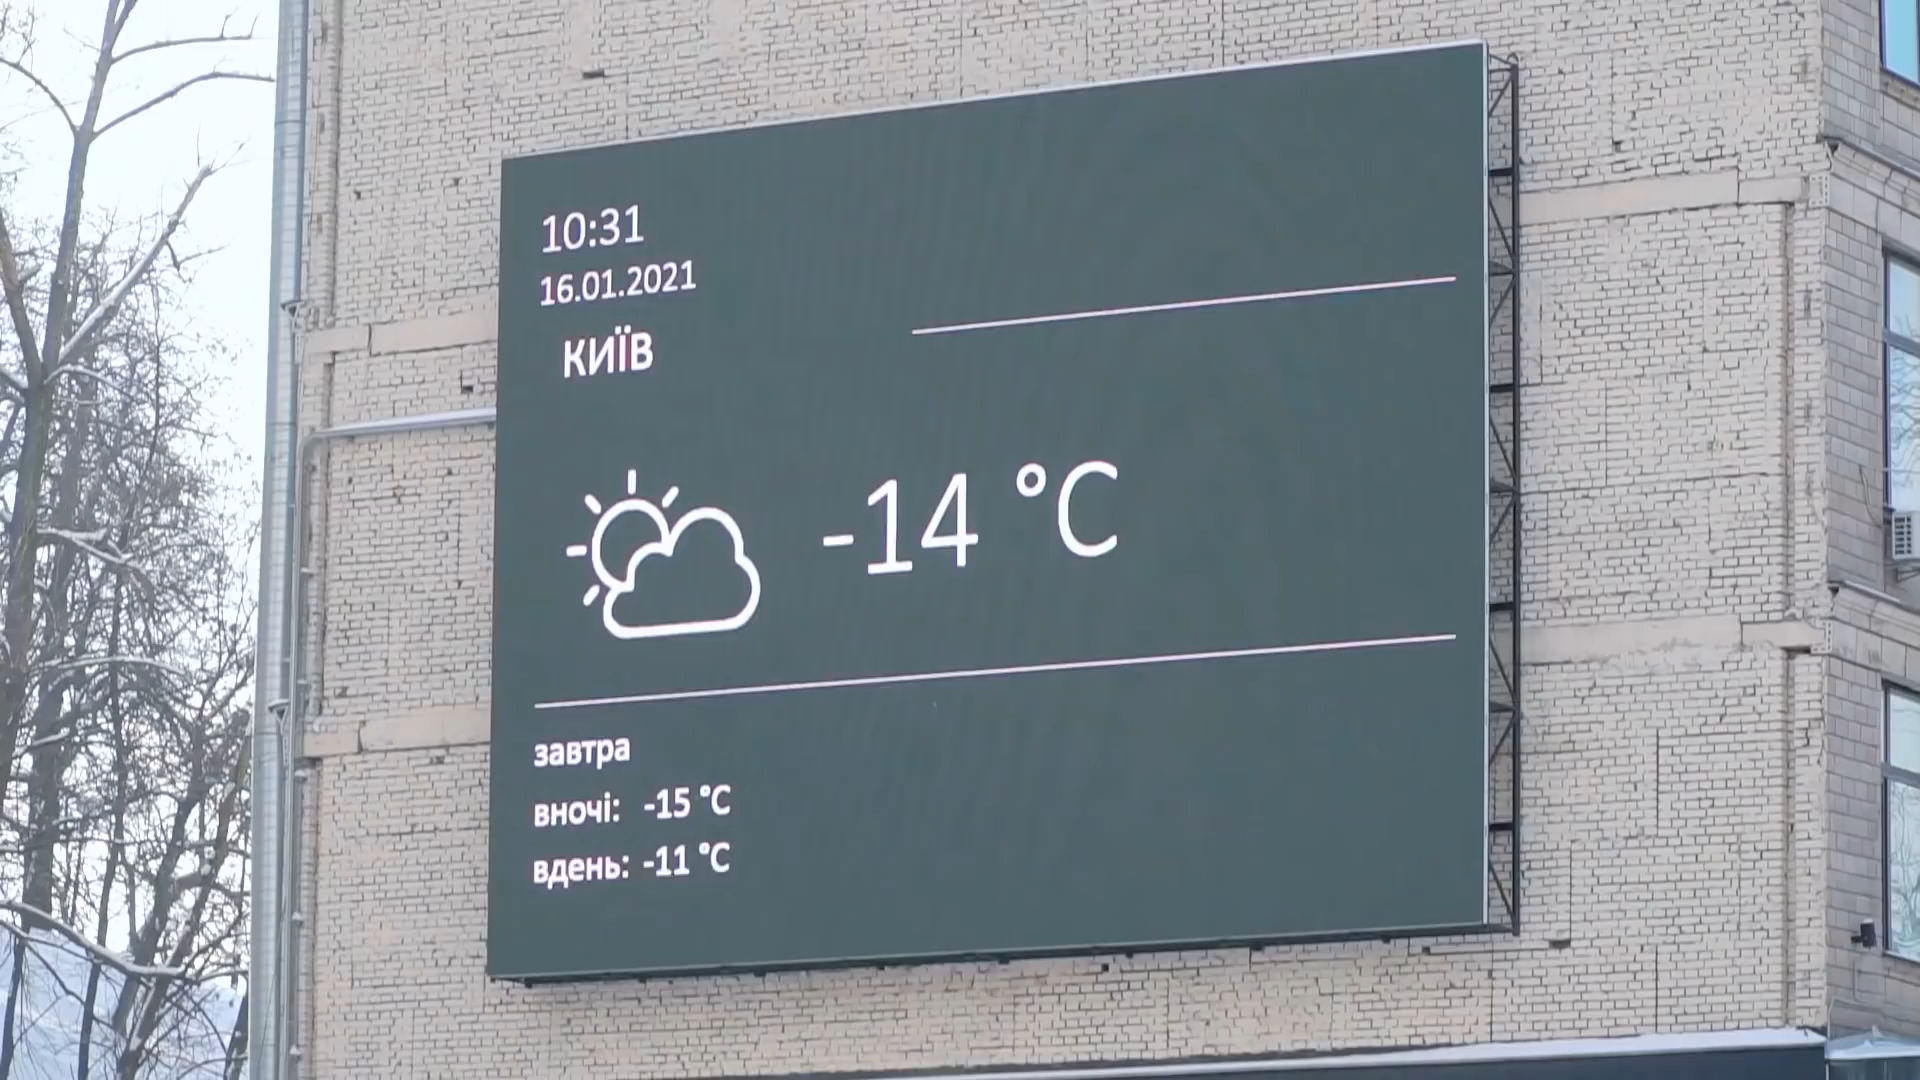 10:31
16.01.2021
КИЇВ
-14 °C
завтра
вночі: -15 °C
вдень: -11 °C